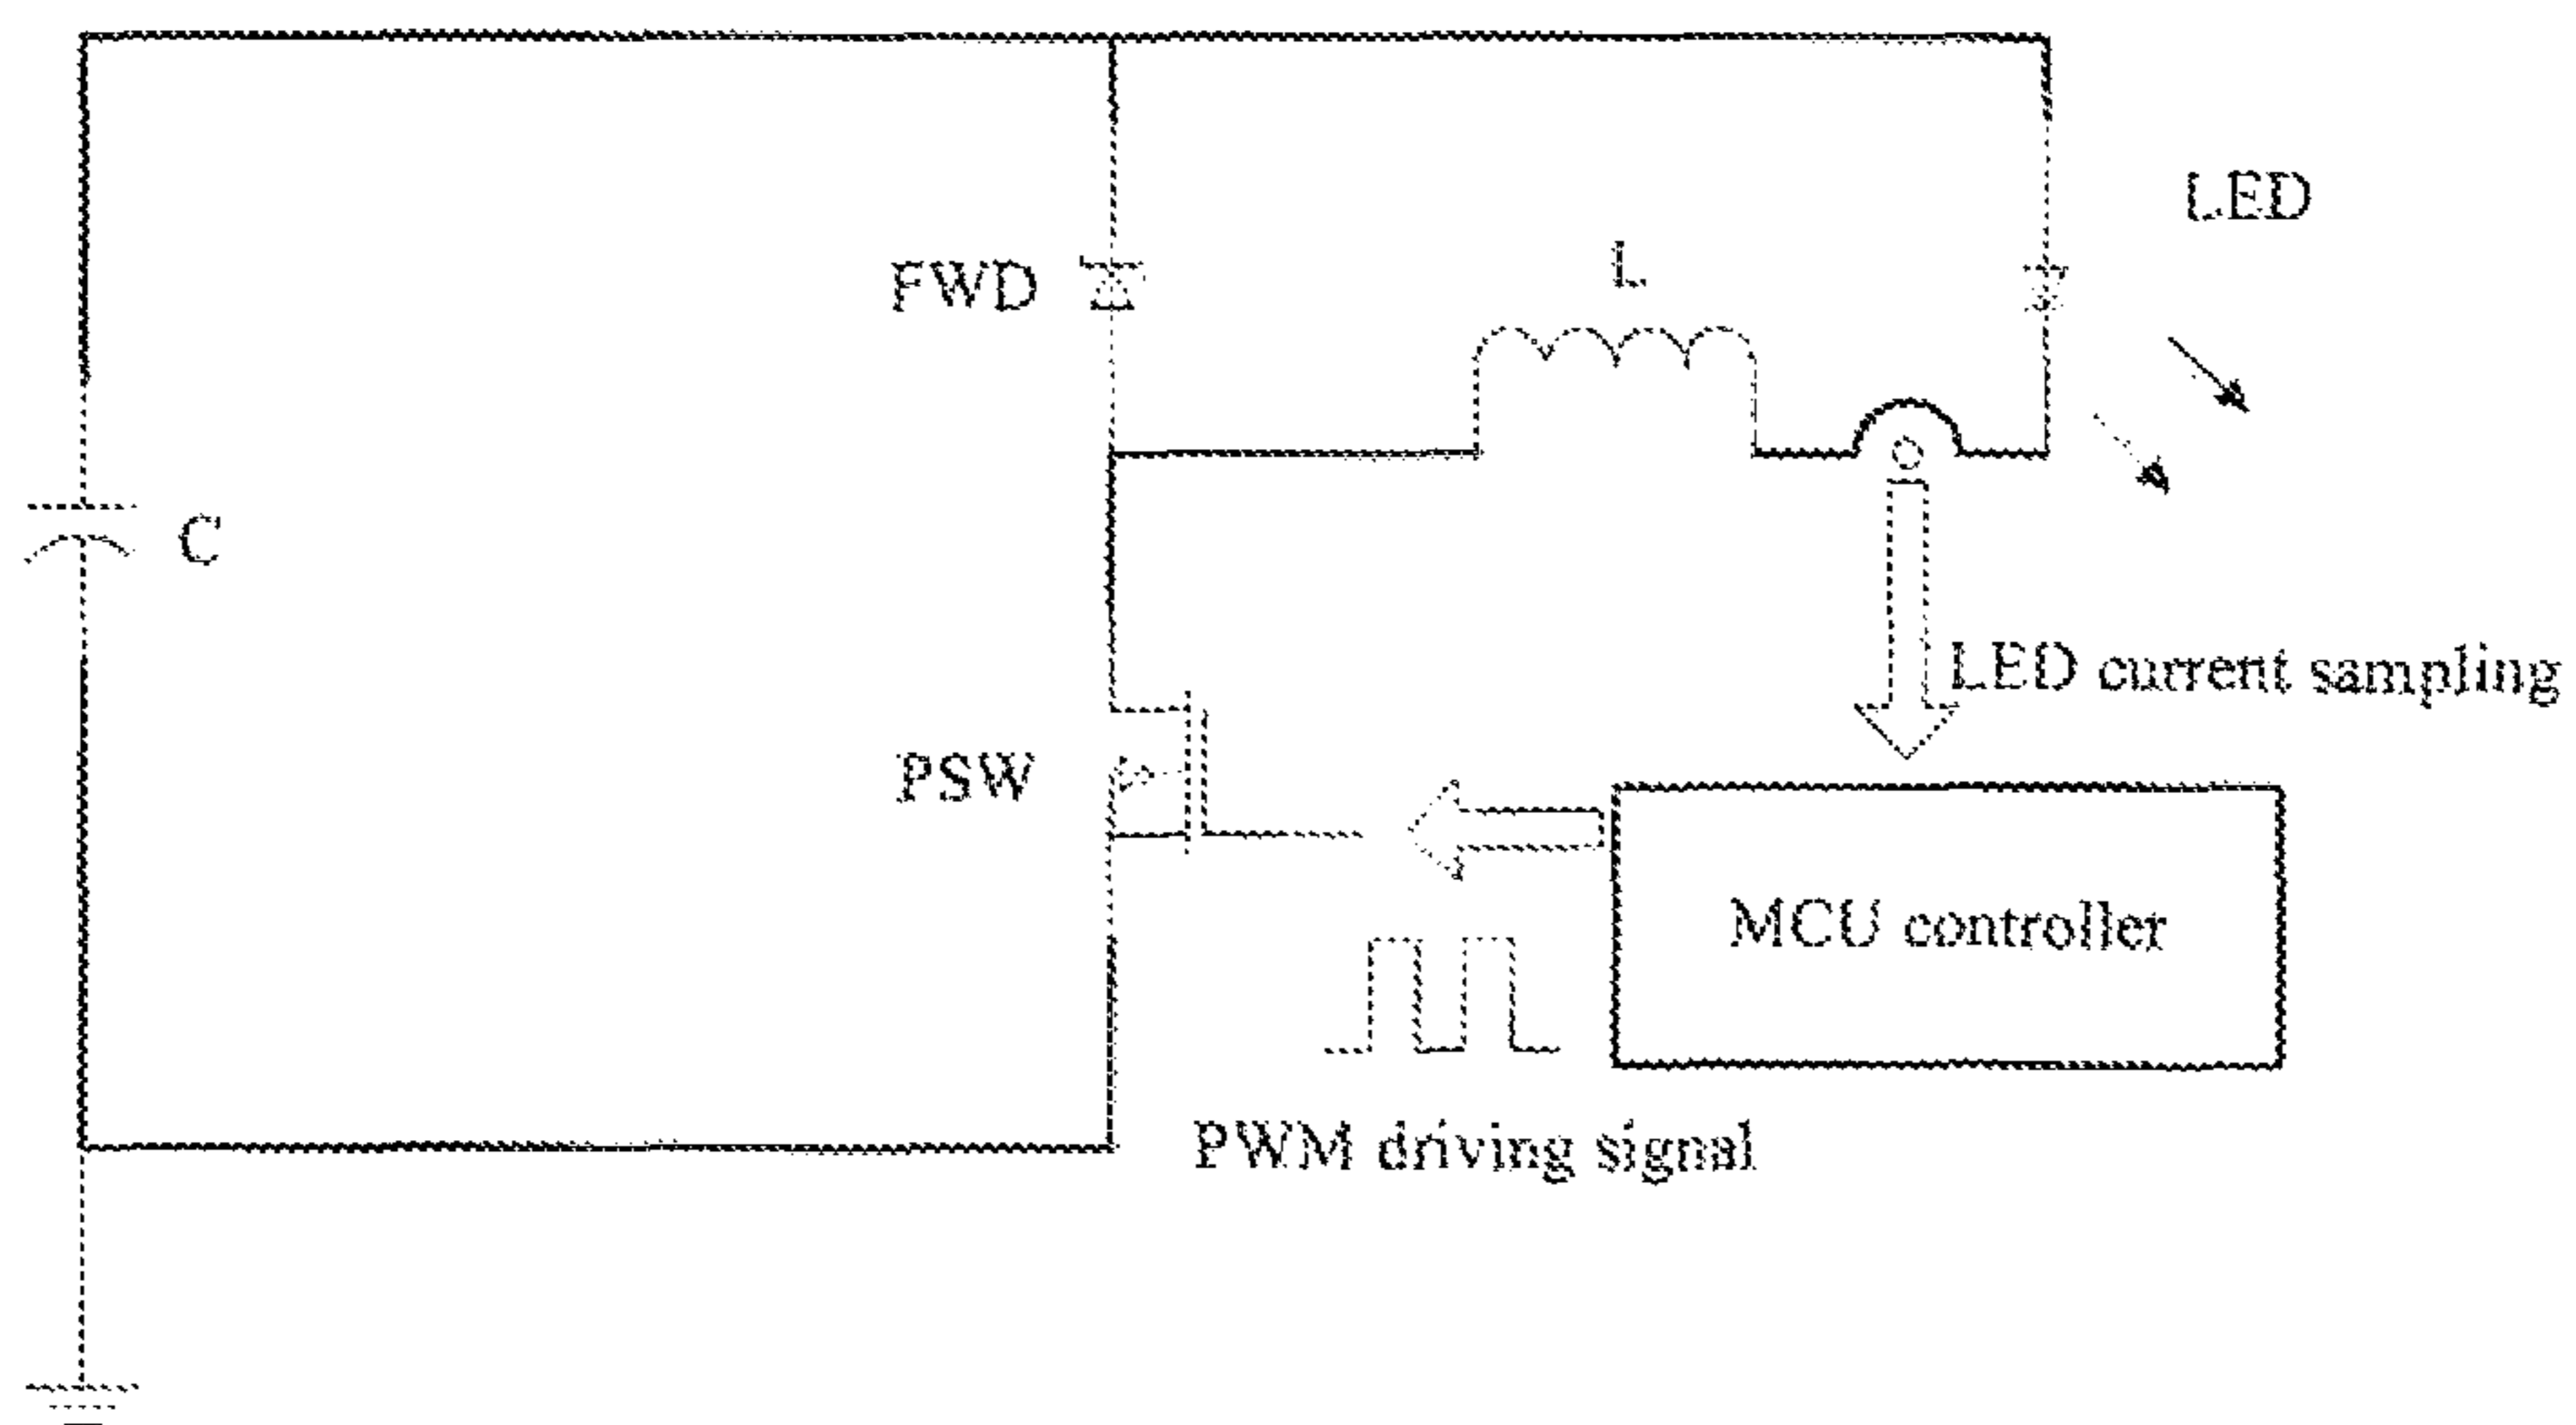 LED
L
FWD
C
LED current sampling
PSW
MCU controller
PWM driving signal